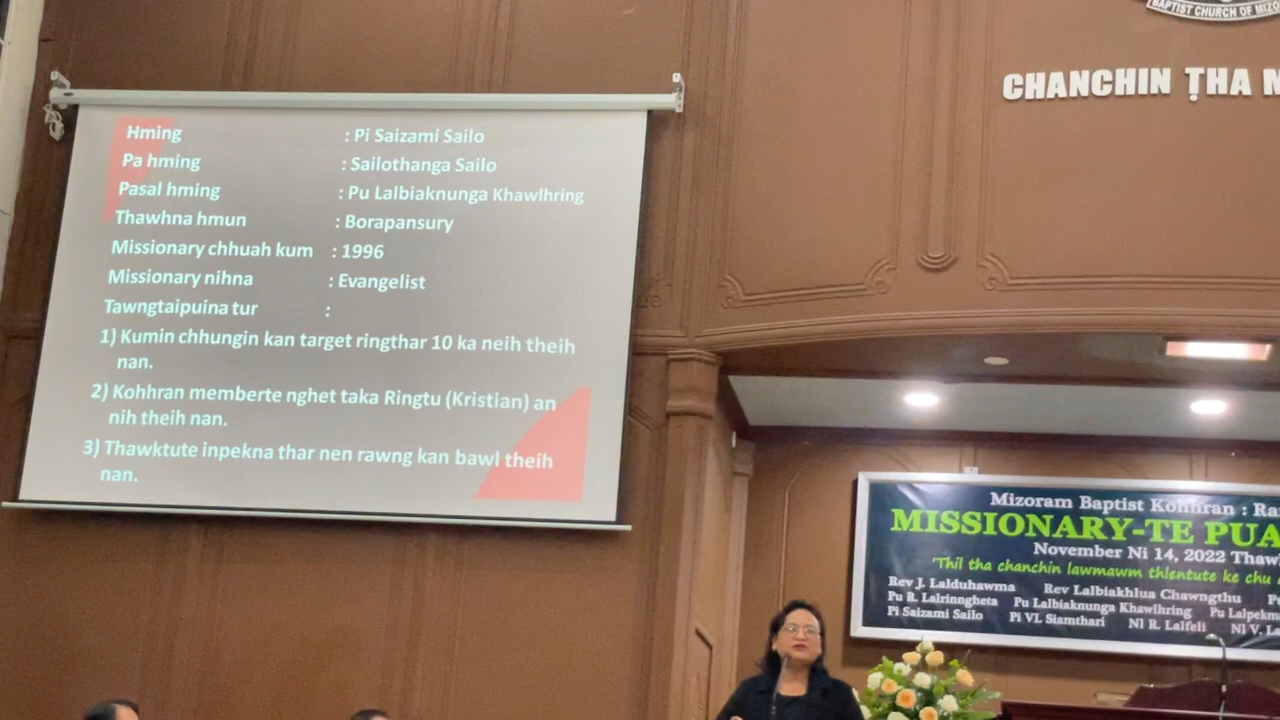 BAPTIST CHURCH OF MIZO
CHANCHIN ṬHA
Hming : Pi Saizami Sailo
Pa hming : Sailothanga Sailo
Pasal hming : Pu Lalbiaknunga Khawlhring
Thawhna hmun : Borapansury
Missionary chhuah kum : 1996
Missionary nihna : Evangelist
Tawngtaipuina tur :
1) Kumin chhungin kan target ringthar 10 ka neih theih
nan.
2) Kohhran memberte nghet taka Ringtu (Kristian) an
nih theih nan.
3) Thawktute inpekna thar nen rawng kan bawl theih
nan.
Mizoram Baptist Kohhran :
MISSIONARY-TE
November Ni 14, 2022
'Thil tha chanchin lawmawm thlentute ke chu
Rev J. Lalduhawma Rev Lalbiakhlua Chawngthu
Pu R. Lalrinngheta Pu Lalbiaknunga Khawlhring
Pi Saizami Sailo Pi VL Siamthari Nl R. Lalfeli Nl V.